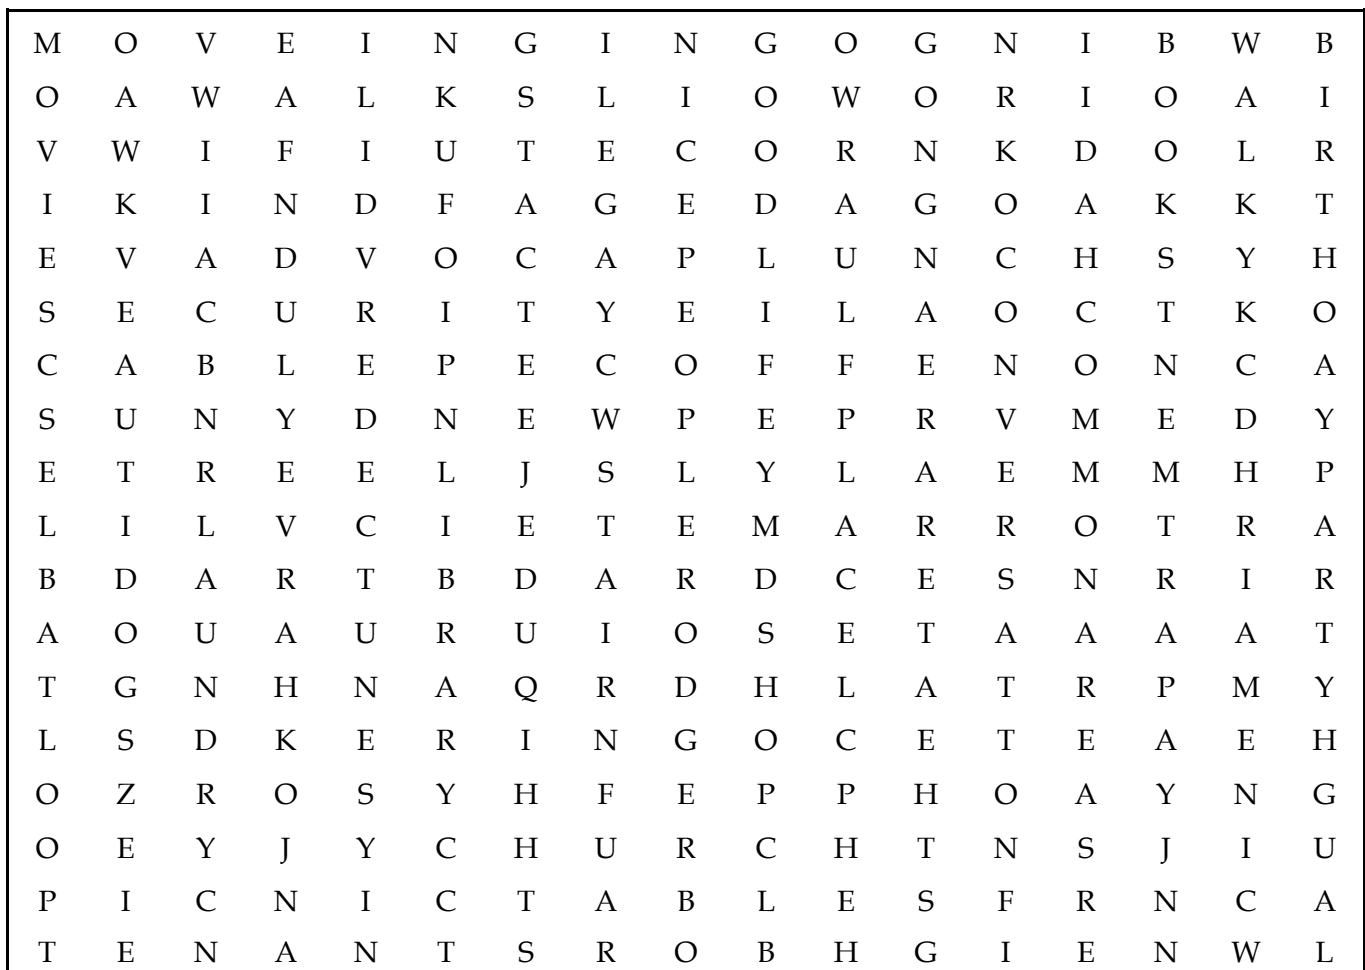 M O V E I N G I N G O G N I B W B
O A W A L K S L I O W O R I O A I
V W I F I U T E C O R N K D O L R
I K I N D F A G E D A G O A K K T
E V A D V O C A P L U N C H S Y H
S E C U R I T Y E I L A O C T K O
C A B L E P E C O F F E N O N C A
S U N Y D N E W P E P R V M E D Y
E T R E E L J S L Y L A E M M H P
L I L V C I E T E M A R R O T R A
B D A R T B D A R D C E S N R I R
A O U A U R U I O S E T A A A A T
T G N H N A Q R D H L A T R P M Y
L S D K E R I N G O C E T E A E H
O Z R O S Y H F E P P H O A Y N G
O E Y J Y C H U R C H T N S J I U
P I C N I C T A B L E S F R N C A
T E N A N T S R O B H G I E N W L